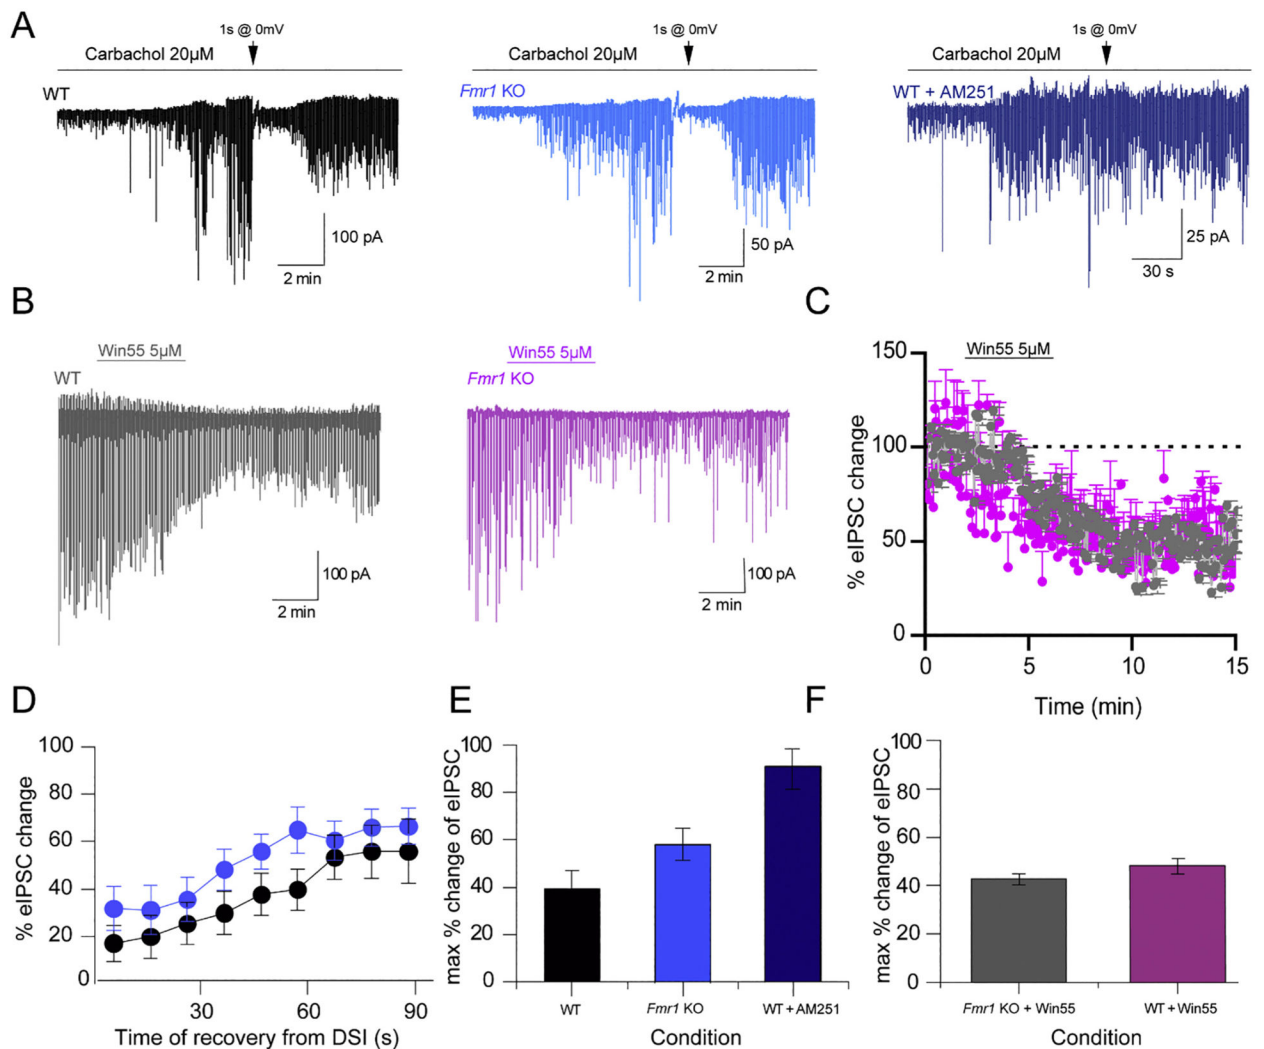 A
1s @ 0mV
Carbachol 20µM
WT
100 pA
2 min
1s @ 0mV
Carbachol 20µM
Fmr1 KO
50 pA
2 min
1s @ 0mV
Carbachol 20µM
WT + AM251
25 pA
30 s
B
Win55 5µM
WT
100 pA
2 min
Win55 5µM
Fmr1 KO
100 pA
2 min
C
Win55 5µM
150
100
50
0
% eIPSC change
0 5 10 15
Time (min)
D
100
80
60
40
20
0
% eIPSC change
30 60 90
Time of recovery from DSI (s)
E
100
80
60
40
20
0
max % change of eIPSC
WT Fmr1 KO WT + AM251
Condition
F
100
80
60
40
20
0
max % change of eIPSC
Fmr1 KO + Win55 WT + Win55
Condition